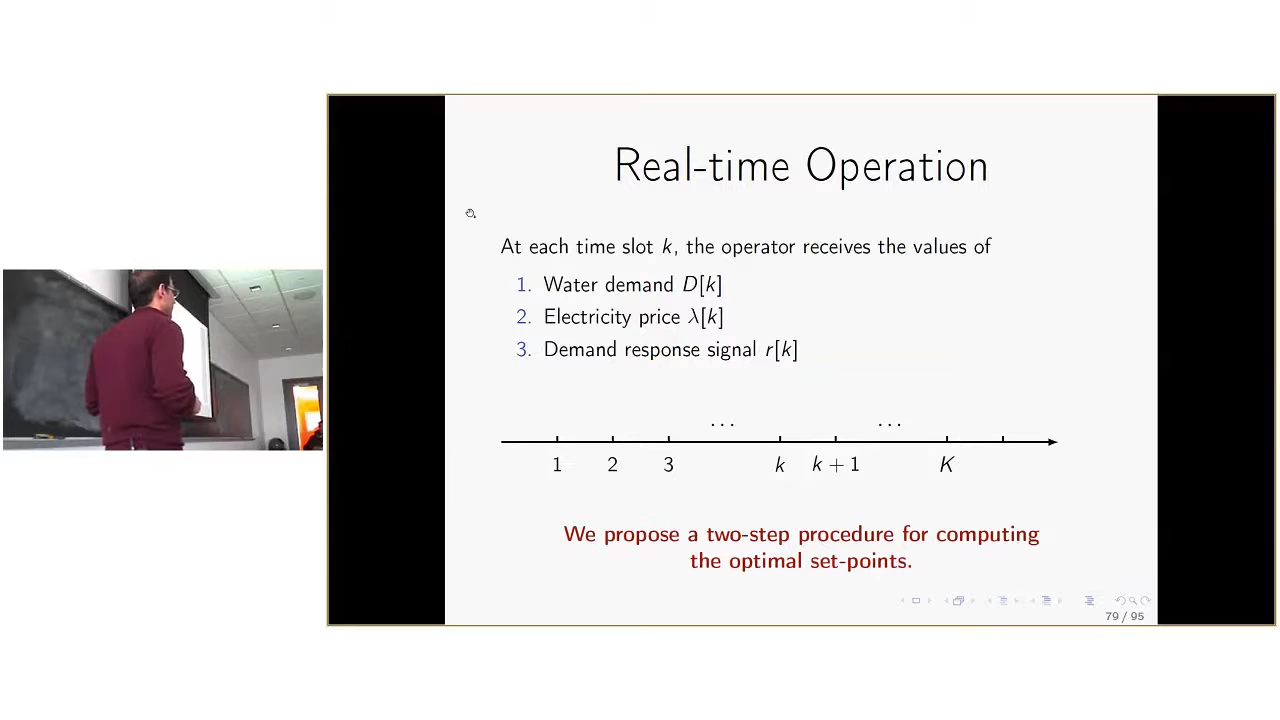 Real-time Operation
At each time slot k, the operator receives the values of
1. Water demand D[k]
2. Electricity price λ[k]
3. Demand response signal r[k]
... ...
1 2 3 k k + 1 K
We propose a two-step procedure for computing
the optimal set-points.
79 / 95